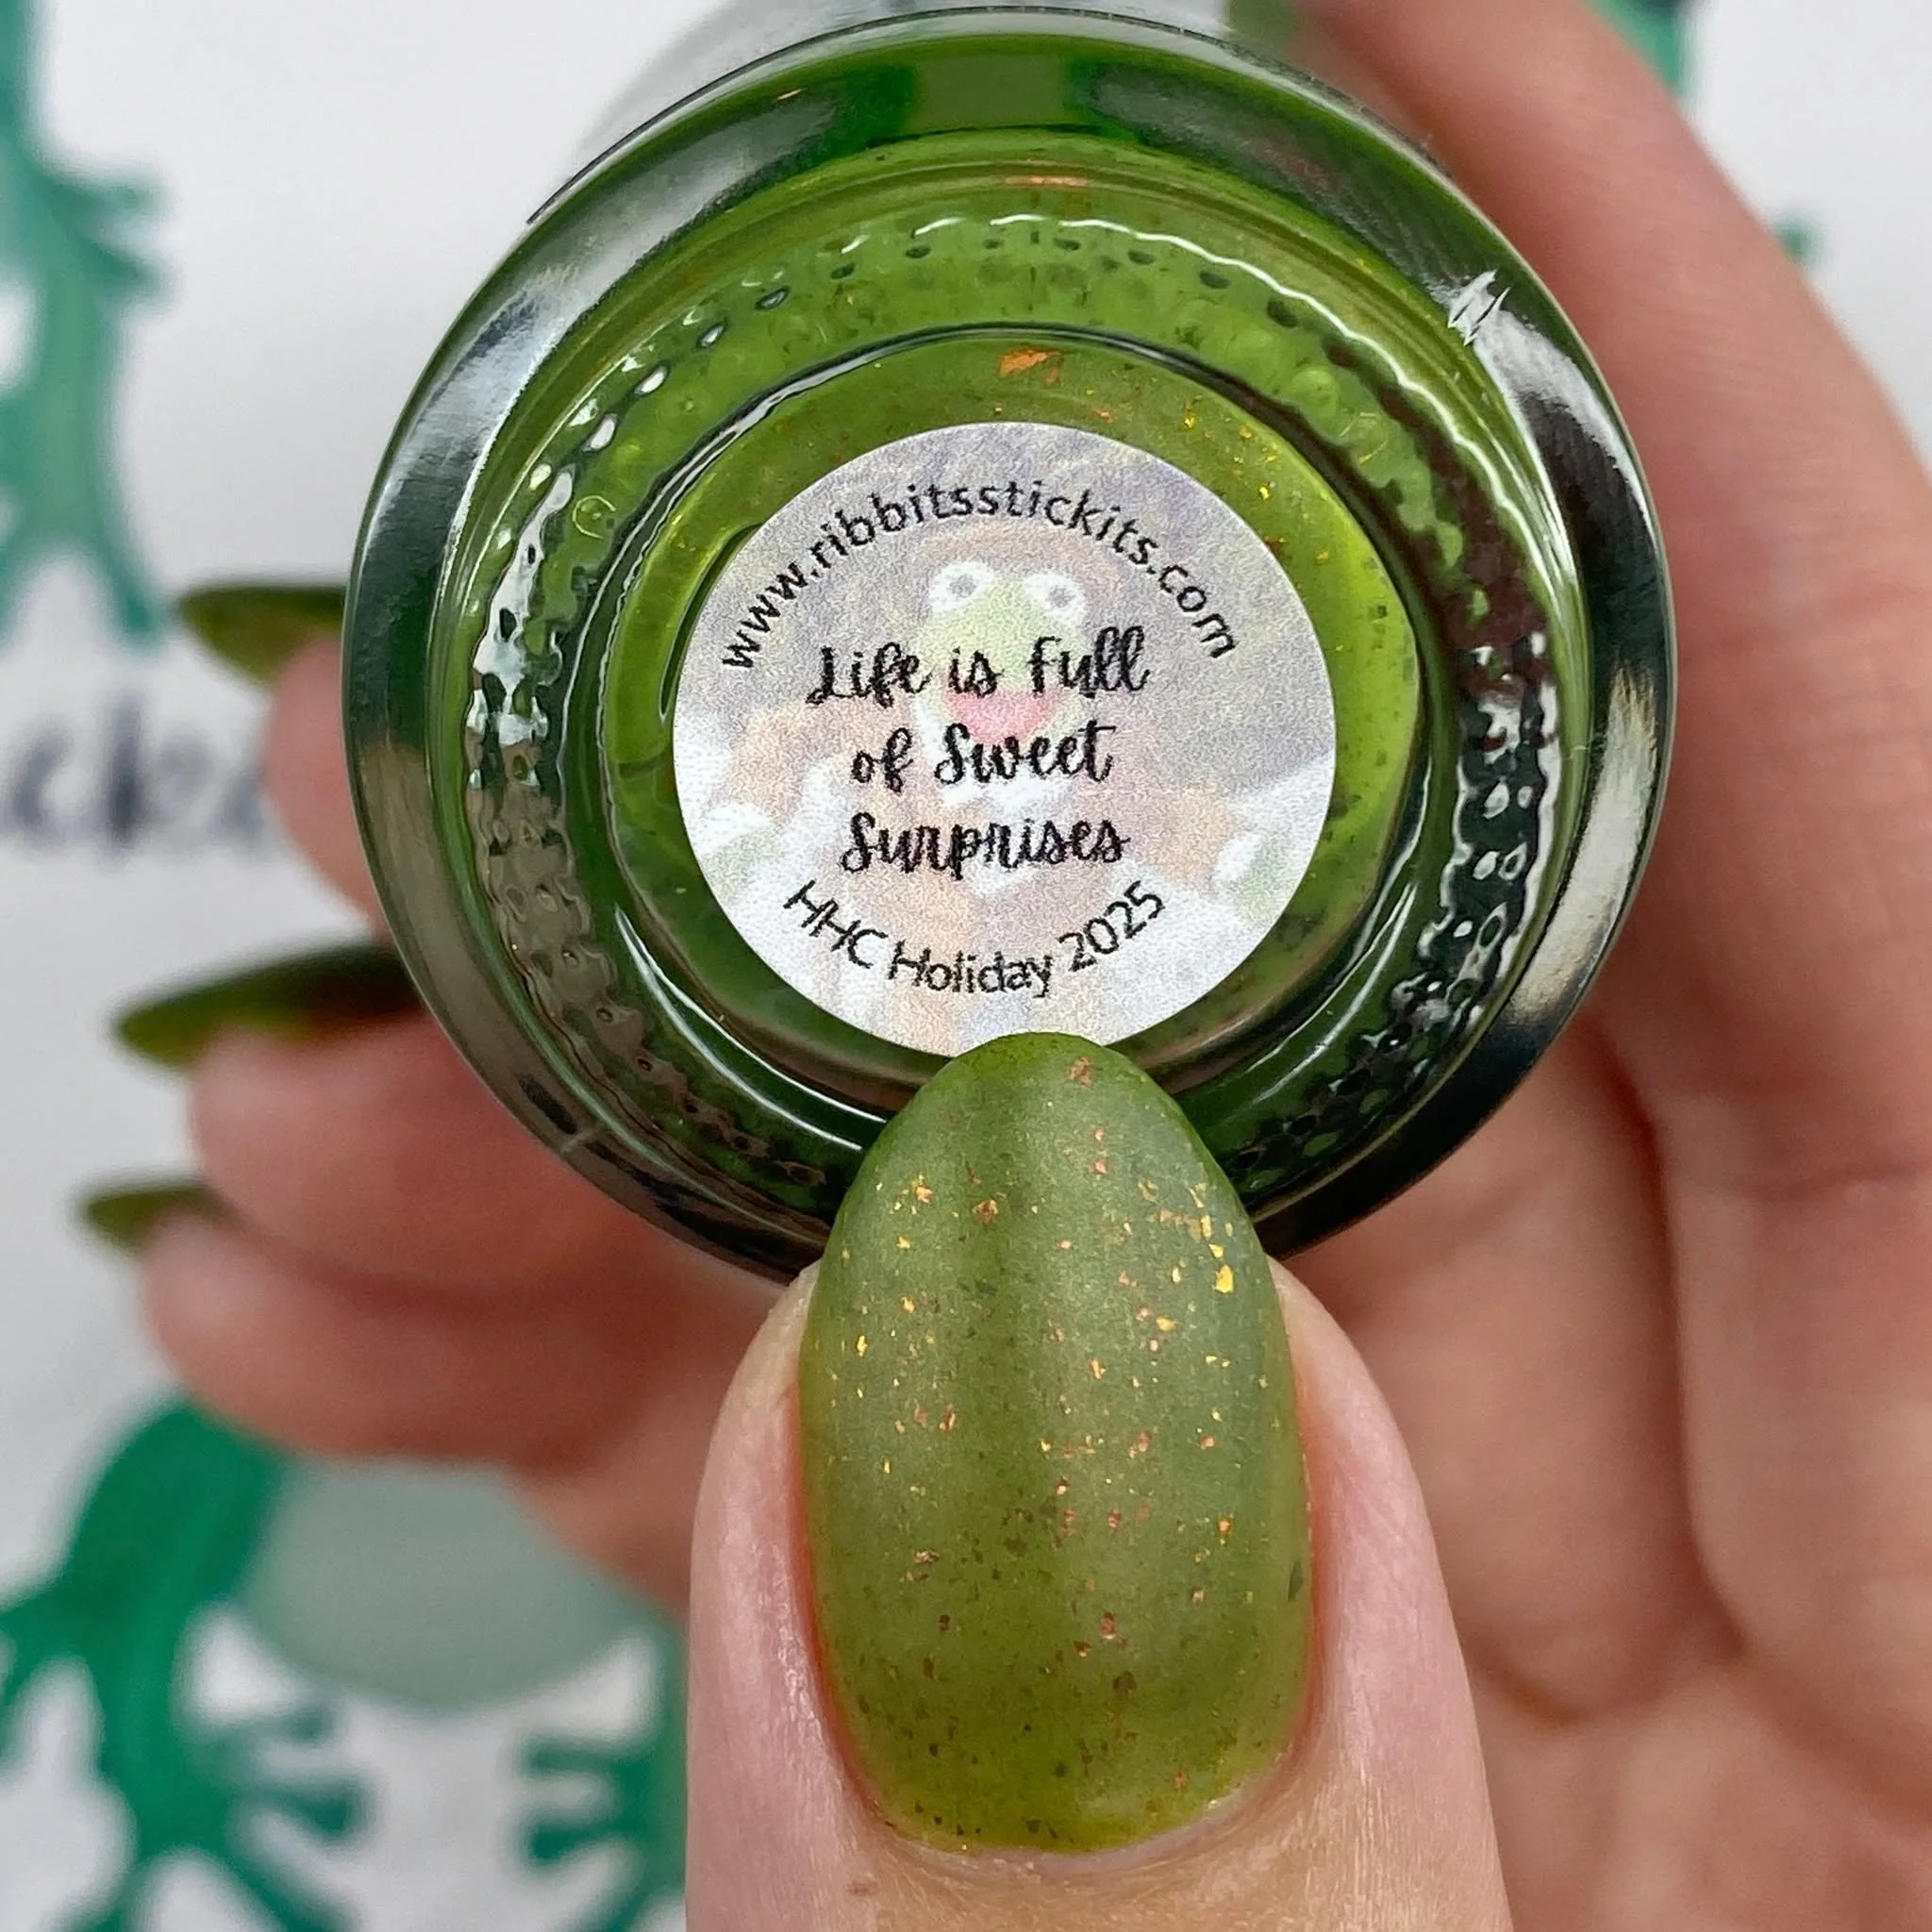 www.ribbitsstickits.com
Life is Full
of Sweet
Surprises
HHC Holiday 2025